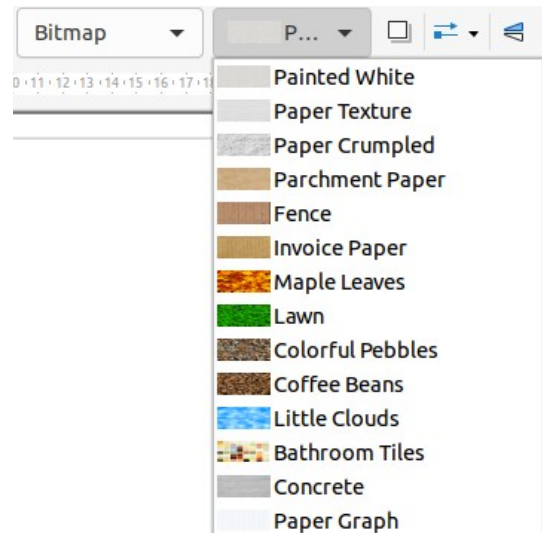 Bitmap P...
0 11 12 13 14 15 16 17 1
Painted White
Paper Texture
Paper Crumpled
Parchment Paper
Fence
Invoice Paper
Maple Leaves
Lawn
Colorful Pebbles
Coffee Beans
Little Clouds
Bathroom Tiles
Concrete
Paper Graph